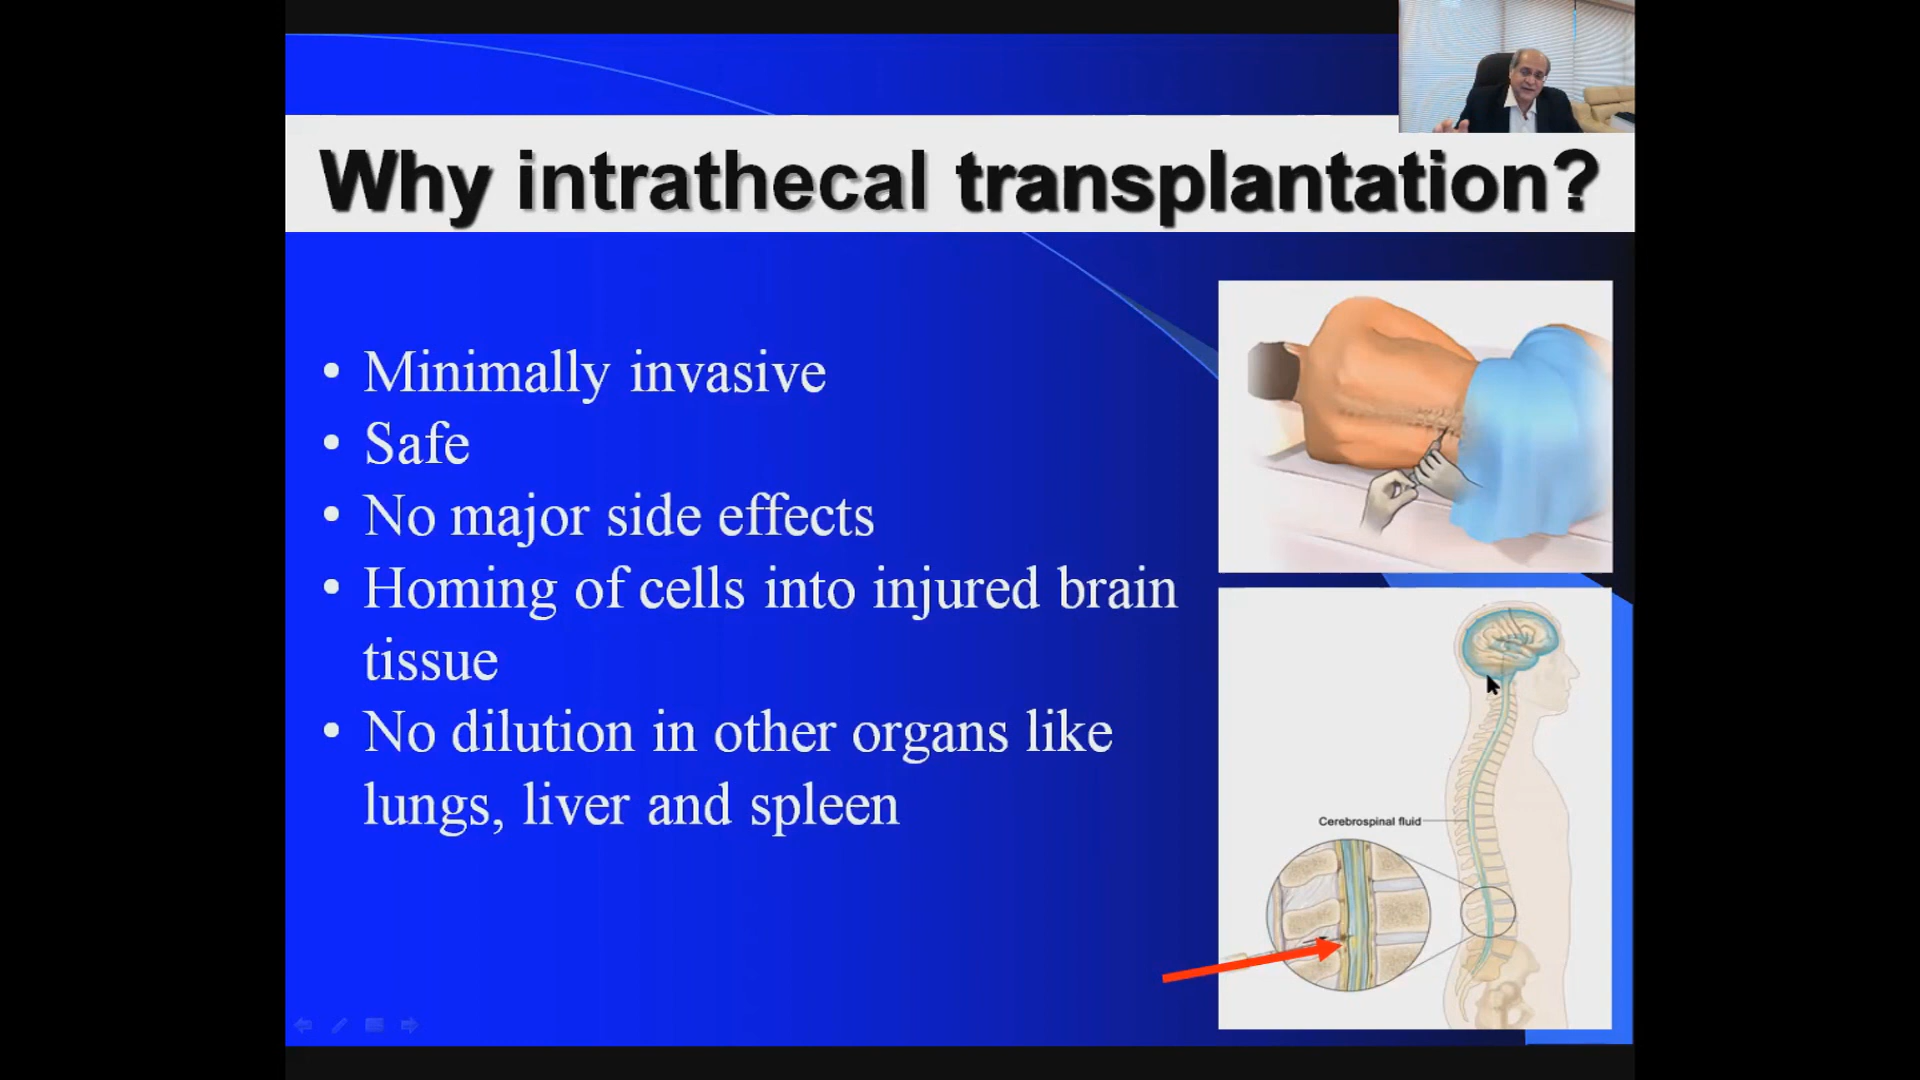 Why intrathecal transplantation?
• Minimally invasive
• Safe
• No major side effects
• Homing of cells into injured brain
tissue
• No dilution in other organs like
lungs, liver and spleen
Cerebrospinal fluid